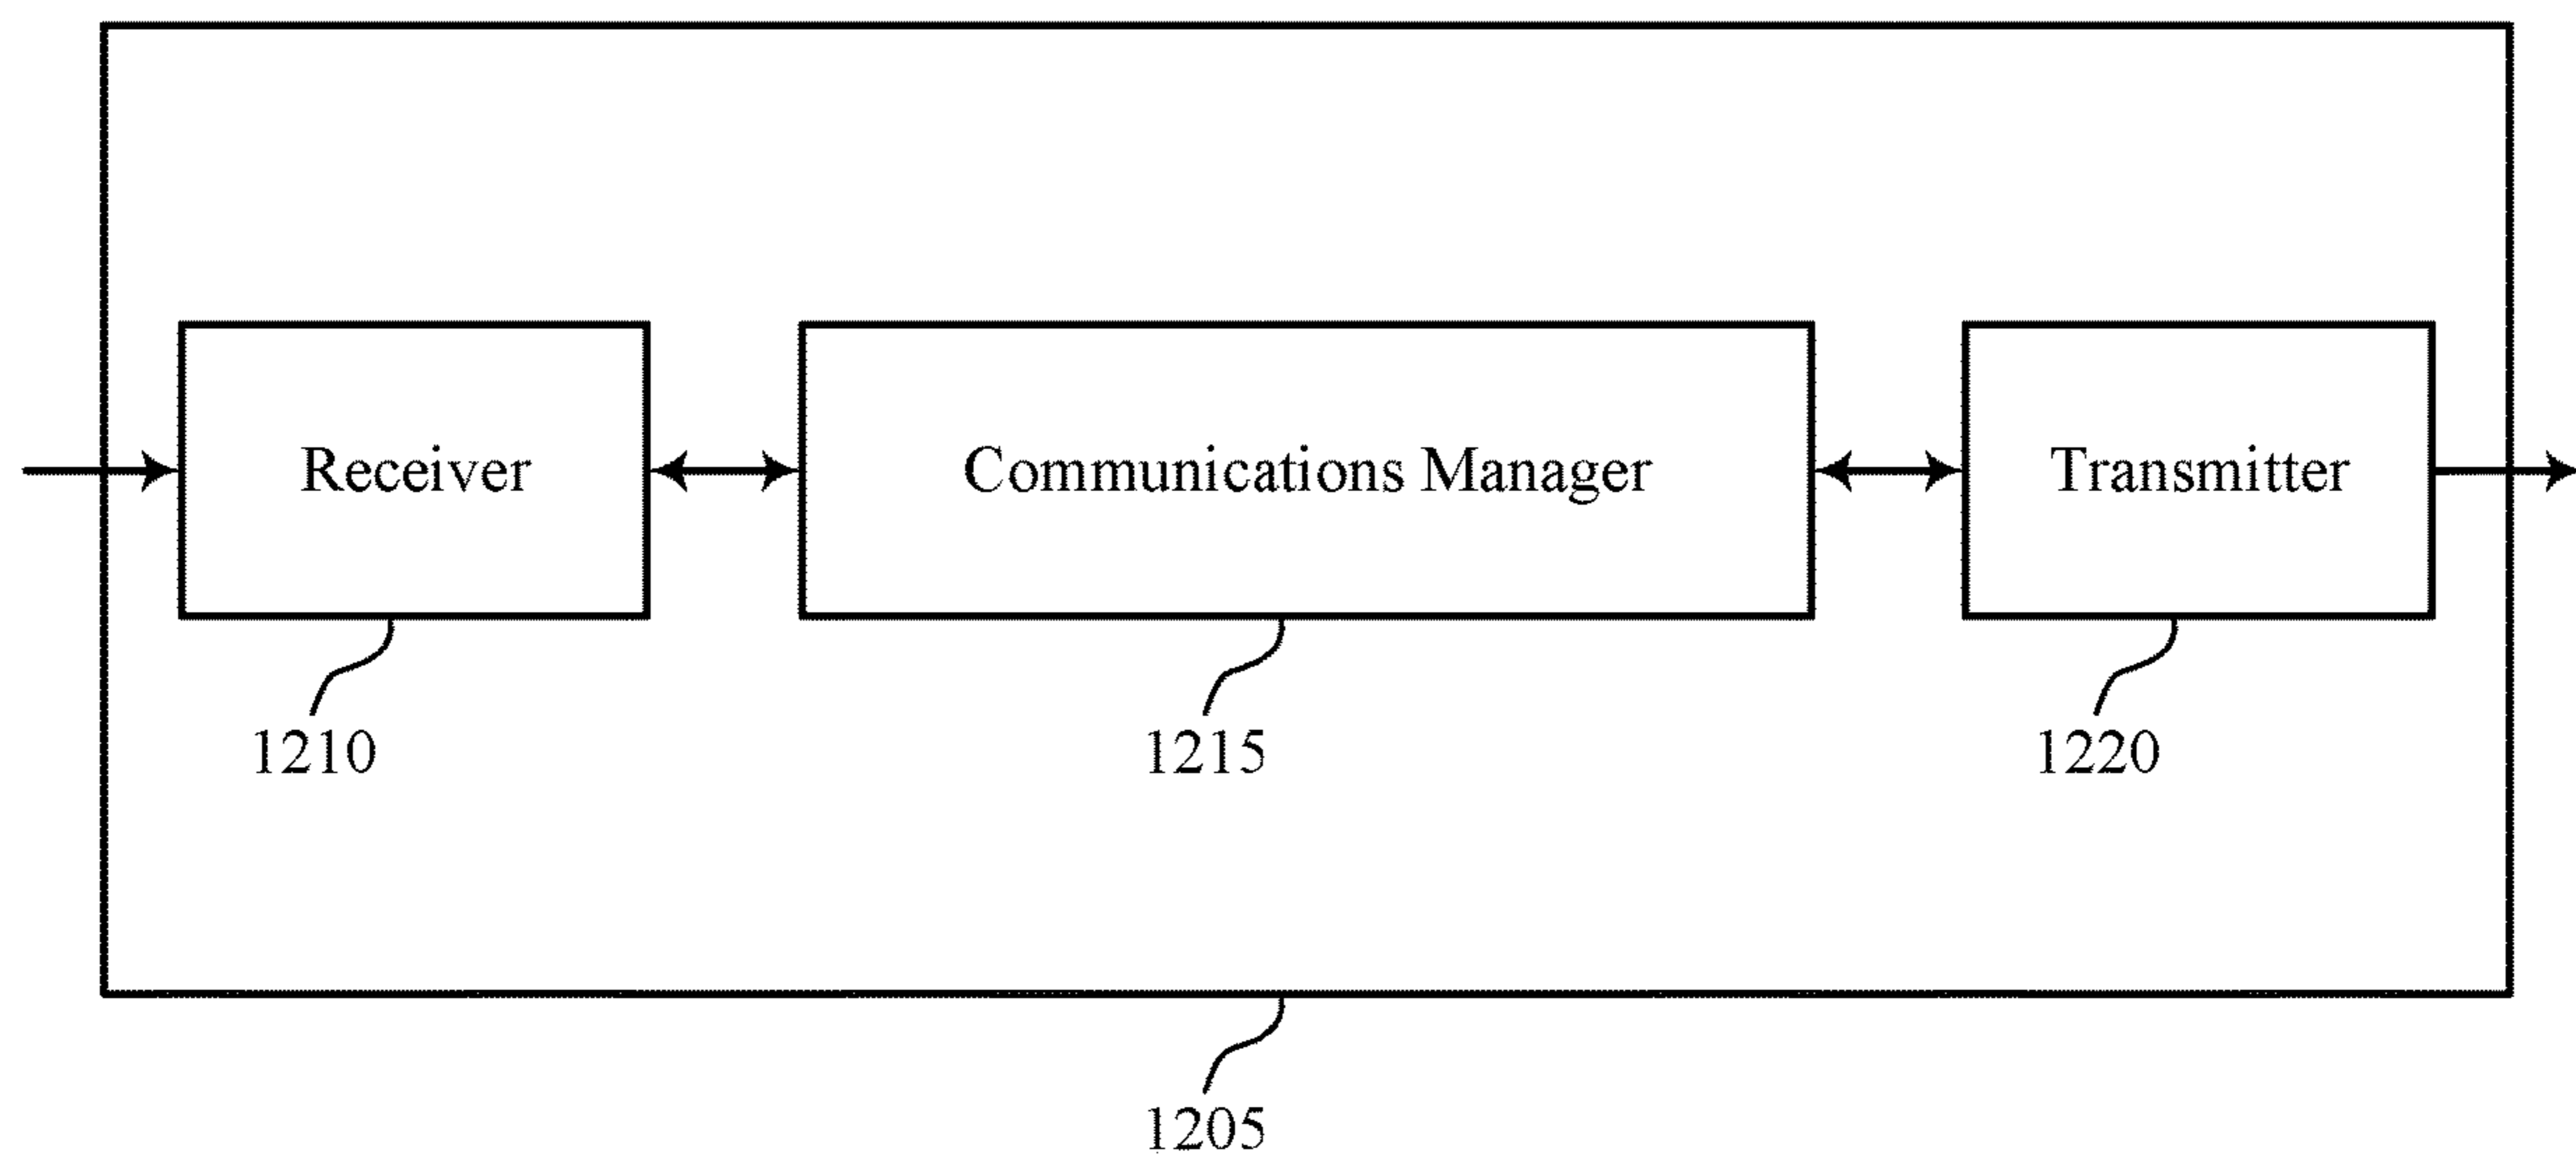 Receiver
Communications Manager
Transmitter
1210
1215
1220
1205